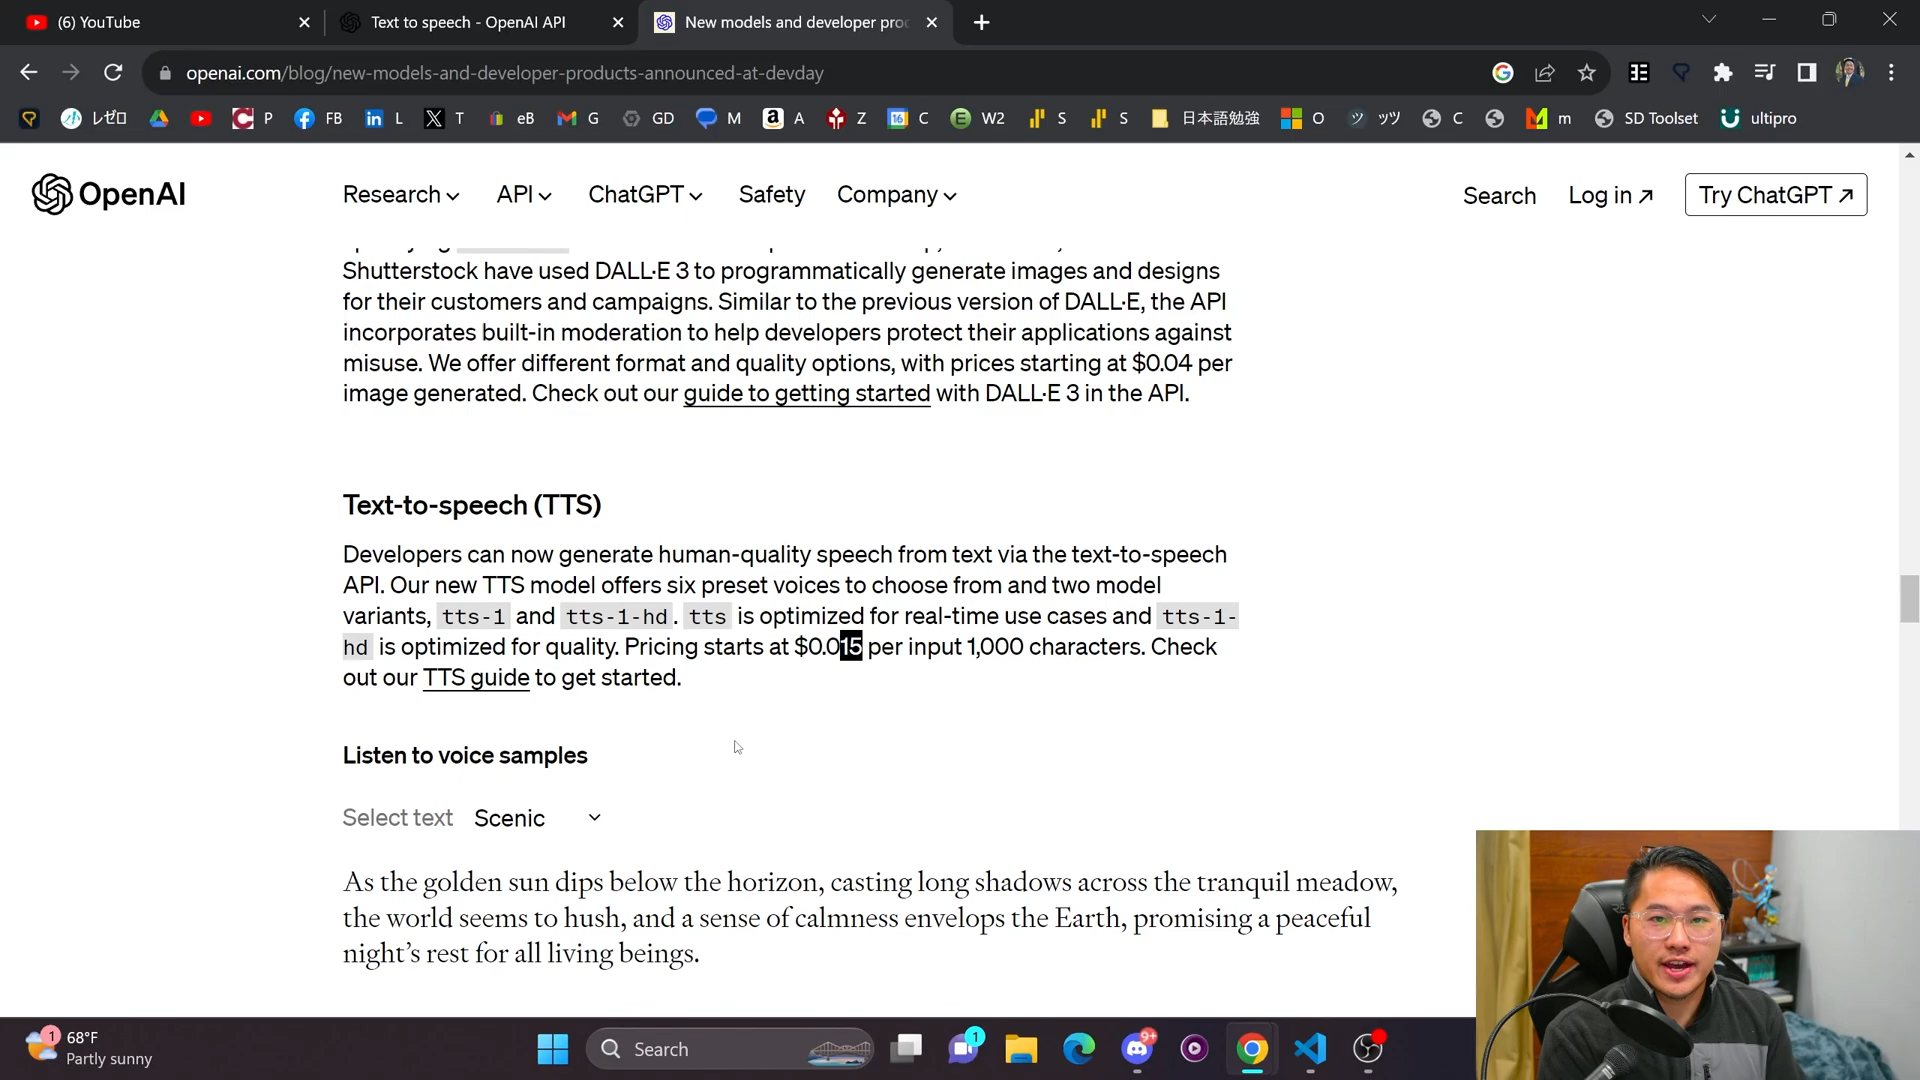 (6) YouTube
Text to speech - OpenAI API
New models and developer pro
openai.com/blog/new-models-and-developer-products-announced-at-devday
レゼロ
P
FB
L
T
eB
G
GD
M
A
Z
C
W2
S
S
日本語勉強
O
ッツ
C
m
SD Toolset
ultipro
OpenAI
Research
API
ChatGPT
Safety
Company
Search
Log in ↗
Try ChatGPT ↗
Shutterstock have used DALL·E 3 to programmatically generate images and designs
for their customers and campaigns. Similar to the previous version of DALL·E, the API
incorporates built-in moderation to help developers protect their applications against
misuse. We offer different format and quality options, with prices starting at $0.04 per
image generated. Check out our guide to getting started with DALL·E 3 in the API.
Text-to-speech (TTS)
Developers can now generate human-quality speech from text via the text-to-speech
API. Our new TTS model offers six preset voices to choose from and two model
variants, tts-1 and tts-1-hd. tts is optimized for real-time use cases and tts-1-
hd is optimized for quality. Pricing starts at $0.015 per input 1,000 characters. Check
out our TTS guide to get started.
Listen to voice samples
Select text Scenic
As the golden sun dips below the horizon, casting long shadows across the tranquil meadow,
the world seems to hush, and a sense of calmness envelops the Earth, promising a peaceful
night’s rest for all living beings.
1
68°F
Partly sunny
Search
1
9+